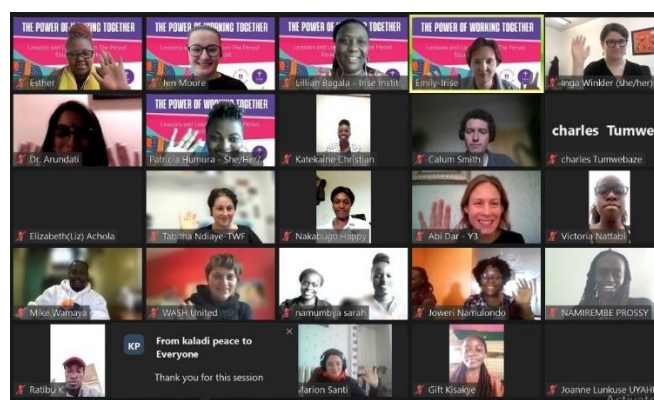 THE POWER OF WORKING TOGETHER
THE POWER OF WORKING TOGETHER
THE POWER OF WORKING TOGETHER
THE POWER OF WORKING TOGETHER
Esther
Jen Moore
Lillian Bagala - Irise Instit
Emily-Irise
Inga Winkler (she/her)
THE POWER OF WORKING TOGETHER
charles Tumwe
Dr. Arundati
Patricia Humura - She/Her/
Katekaine Christian
Calum Smith
charles Tumwebaze
Elizabeth(Liz) Achola
Tabitha Ndiaye-TWF
Nakabugo Happy
Abi Dar - Y3
Victoria Nattabi
Mike Wamaya
WASH United
namumbya sarah
Joweri Namulondo
NAMIREMBE PROSSY
KP
From kaladi peace to
Everyone
Thank you for this session
Ratibu K
Marion Santi
Gift Kisakye
Joanne Lunkuse UYAH